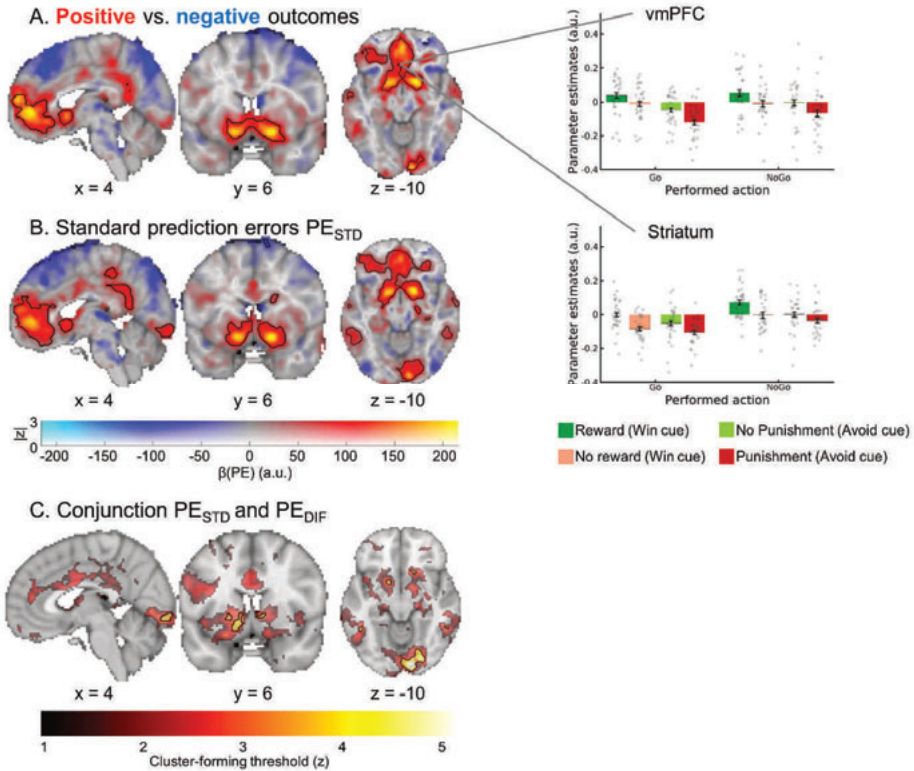 A. Positive vs. negative outcomes
x = 4
y = 6
z = -10
B. Standard prediction errors PE_STD
x = 4
y = 6
z = -10
|z|
3
0
-200 -150 -100 -50 0 50 100 150 200
β(PE) (a.u.)
C. Conjunction PE_STD and PE_DIF
x = 4
y = 6
z = -10
1 2 3 4 5
Cluster-forming threshold (z)
vmPFC
Parameter estimates (a.u.)
0.4
0.2
0
-0.2
-0.4
Go
NoGo
Performed action
Striatum
Parameter estimates (a.u.)
0.4
0.2
0
-0.2
-0.4
Go
NoGo
Performed action
Reward (Win cue)
No Punishment (Avoid cue)
No reward (Win cue)
Punishment (Avoid cue)